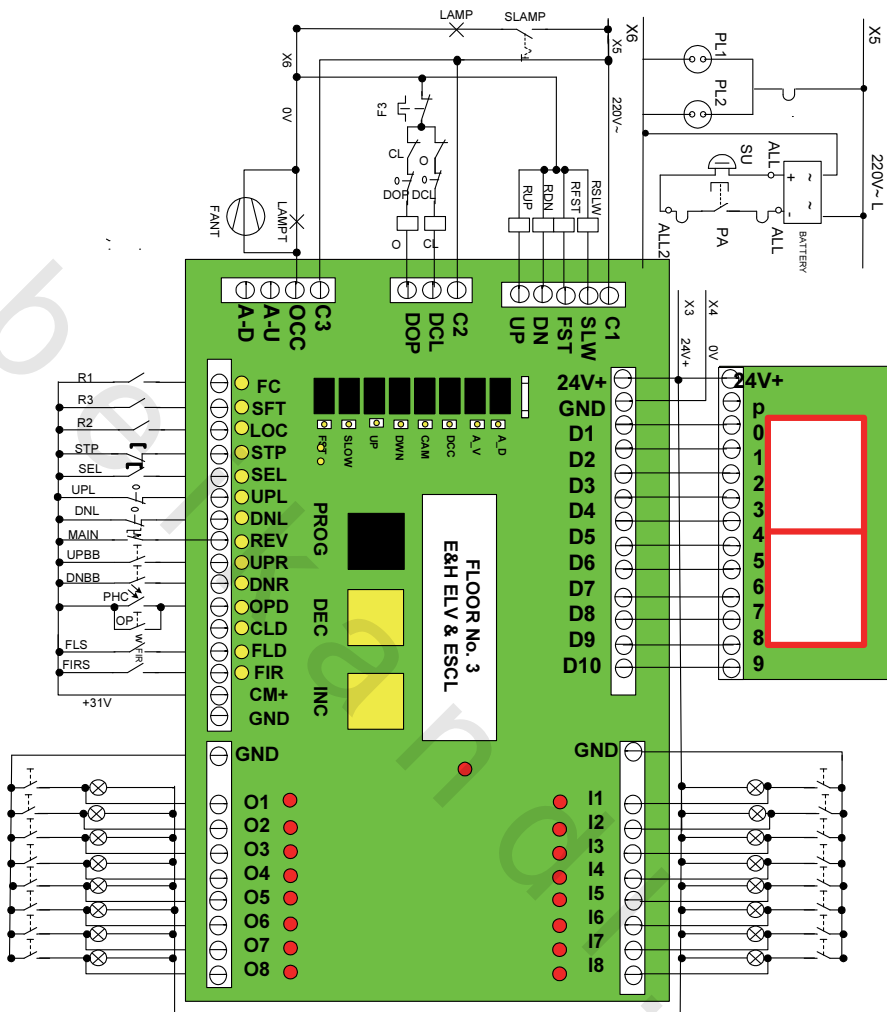 LAMP
SLAMP
X6
X5
0V
220V~
F3
CL
O
DOP
DCL
O
CL
FANT
LAMPT
RUP
RDN
RFST
RSLW
X6
X5
PL1
PL2
220V~ L
SU
ALL
+ ~
- ~
BATTERY
PA
ALL
ALL2
X3
X4
24V+
0V
A-D
A-U
OCC
C3
DOP
DCL
C2
UP
DN
FST
SLW
C1
R1
R3
R2
STP
SEL
UPL
DNL
MAIN
UPBB
DNBB
PHC
OP
FLS
FIRS
W FIR
+31V
FC
SFT
LOC
STP
SEL
UPL
DNL
REV
UPR
DNR
OPD
CLD
FLD
FIR
CM+
GND
FST
SLOW
UP
DWN
CAM
DCC
A_V
A_D
PROG
DEC
INC
FLOOR No. 3
E&H ELV & ESCL
24V+
GND
D1
D2
D3
D4
D5
D6
D7
D8
D9
D10
24V+
p
0
1
2
3
4
5
6
7
8
9
GND
O1
O2
O3
O4
O5
O6
O7
O8
GND
I1
I2
I3
I4
I5
I6
I7
I8
b e r k a n d i .